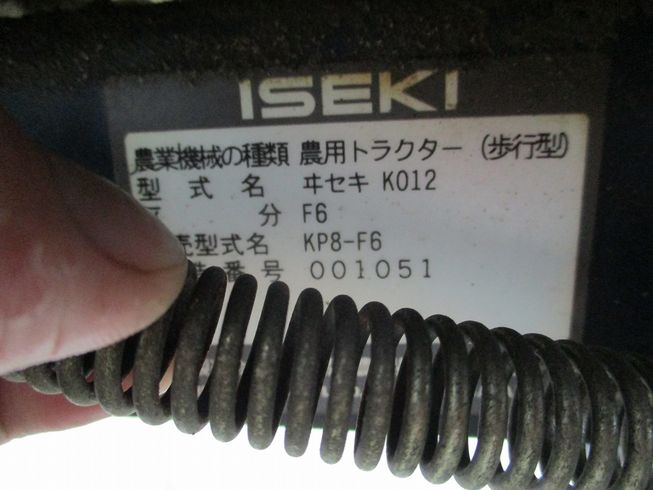 ISEKI
農業機械の種類 農用トラクター (歩行型)
型式名 ヰセキ K012
分 F6
売型式名 KP8-F6
番号 001051